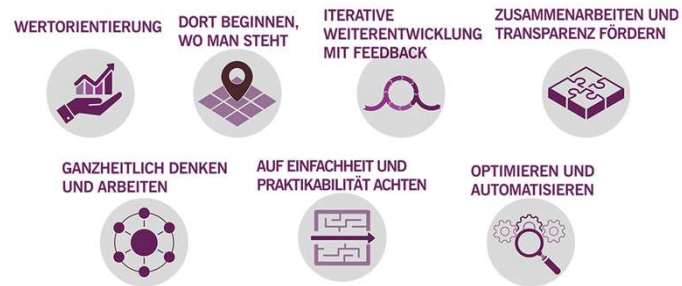 WERTORIENTIERUNG
DORT BEGINNEN,
WO MAN STEHT
ITERATIVE
WEITERENTWICKLUNG
MIT FEEDBACK
ZUSAMMENARBEITEN UND
TRANSPARENZ FÖRDERN
GANZHEITLICH DENKEN
UND ARBEITEN
AUF EINFACHHEIT UND
PRAKTIKABILITÄT ACHTEN
OPTIMIEREN UND
AUTOMATISIEREN